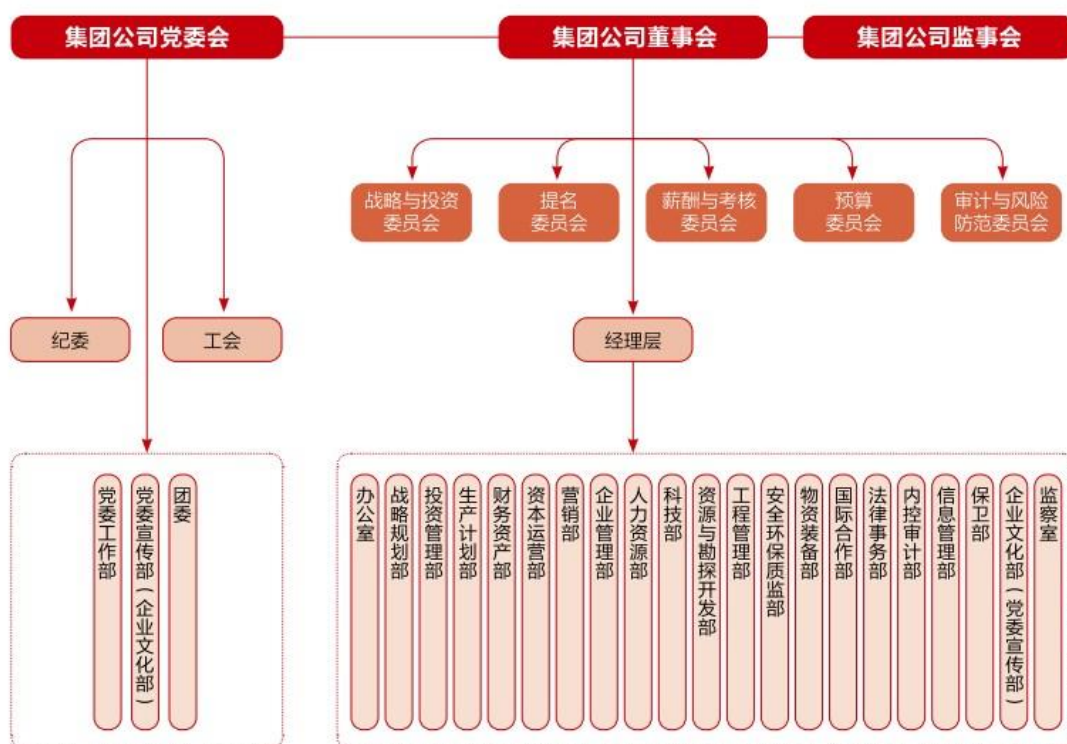 集团公司党委会
集团公司董事会
集团公司监事会
战略与投资
委员会
提名
委员会
薪酬与考核
委员会
预算
委员会
审计与风险
防范委员会
纪委
工会
经理层
党委工作部
党委宣传部(企业文化部)
团委
办公室
战略规划部
投资管理部
生产计划部
财务资产部
资本运营部
营销部
企业管理部
人力资源部
科技部
资源与勘探开发部
工程管理部
安全环保质监部
物资装备部
国际合作部
法律事务部
内控审计部
信息管理部
保卫部
企业文化部(党委宣传部)
监察室